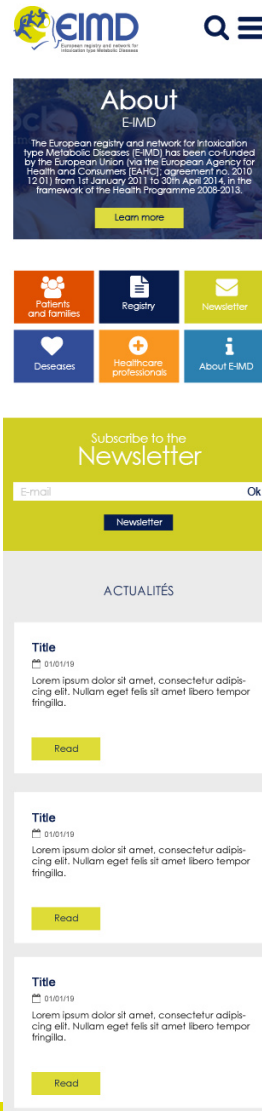 EIMD
European registry and network for
Intoxication type Metabolic Diseases
About
E-IMD
The European registry and network for Intoxication
type Metabolic Diseases (E-IMD) has been co-funded
by the European Union (via the European Agency for
Health and Consumers [EAHC]; agreement no. 2010
12 01) from 1st January 2011 to 30th April 2014, in the
framework of the Health Programme 2008-2013.
Learn more
Patients
and families
Registry
Newsletter
Deseases
Healthcare
professionals
About E-IMD
Subscribe to the
Newsletter
E-mail
Ok
Newsletter
ACTUALITÉS
Title
01/01/19
Lorem ipsum dolor sit amet, consectetur adipis-
cing elit. Nullam eget felis sit amet libero tempor
fringilla.
Read
Title
01/01/19
Lorem ipsum dolor sit amet, consectetur adipis-
cing elit. Nullam eget felis sit amet libero tempor
fringilla.
Read
Title
01/01/19
Lorem ipsum dolor sit amet, consectetur adipis-
cing elit. Nullam eget felis sit amet libero tempor
fringilla.
Read